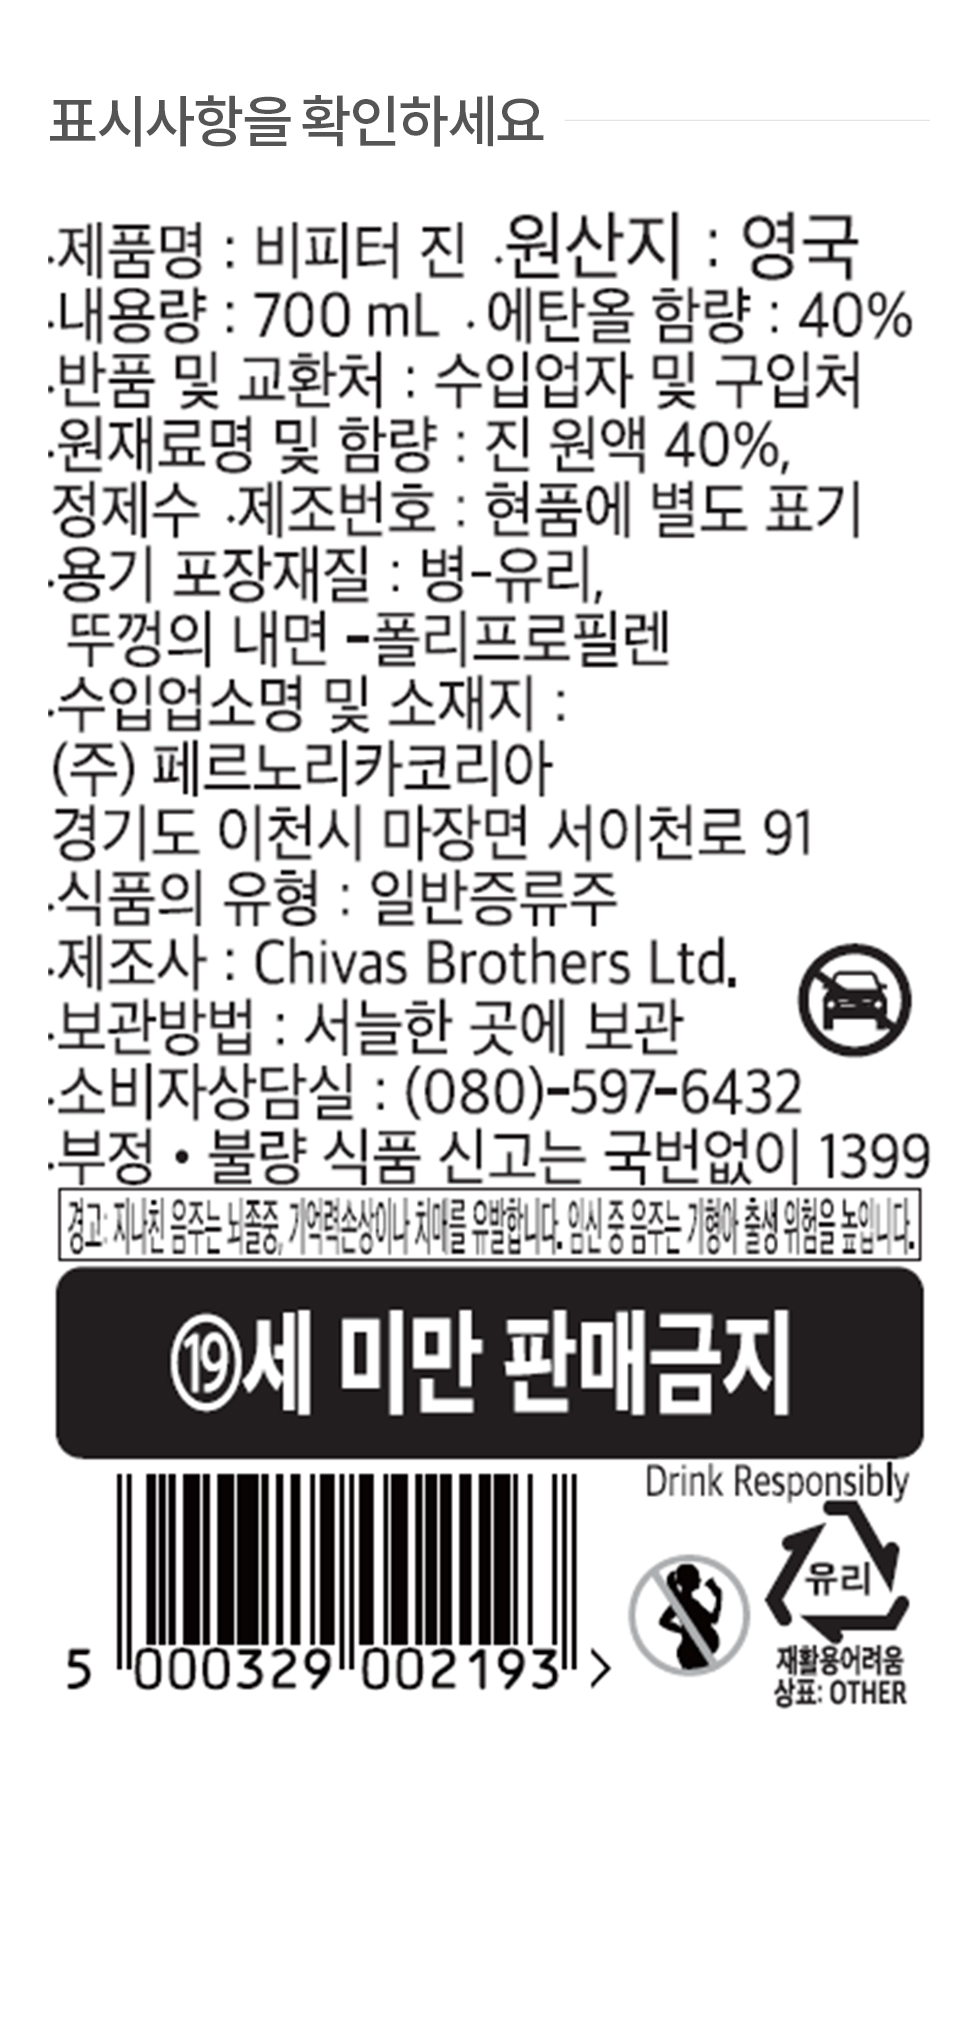 표시사항을 확인하세요
·제품명 : 비피터 진 ·원산지 : 영국
·내용량 : 700 mL ·에탄올 함량 : 40%
·반품 및 교환처 : 수입업자 및 구입처
·원재료명 및 함량 : 진 원액 40%,
정제수 ·제조번호 : 현품에 별도 표기
·용기 포장재질 : 병-유리,
뚜껑의 내면 -폴리프로필렌
·수입업소명 및 소재지 :
(주) 페르노리카코리아
경기도 이천시 마장면 서이천로 91
·식품의 유형 : 일반증류주
·제조사 : Chivas Brothers Ltd.
·보관방법 : 서늘한 곳에 보관
·소비자상담실 : (080)-597-6432
·부정 • 불량 식품 신고는 국번없이 1399
경고: 지나친 음주는 뇌졸중, 기억력손상이나 치매를 유발합니다. 임신 중 음주는 기형아 출생 위험을 높입니다.
⑲세 미만 판매금지
Drink Responsibly
유리
재활용어려움
상표: OTHER
5 000329 002193 >